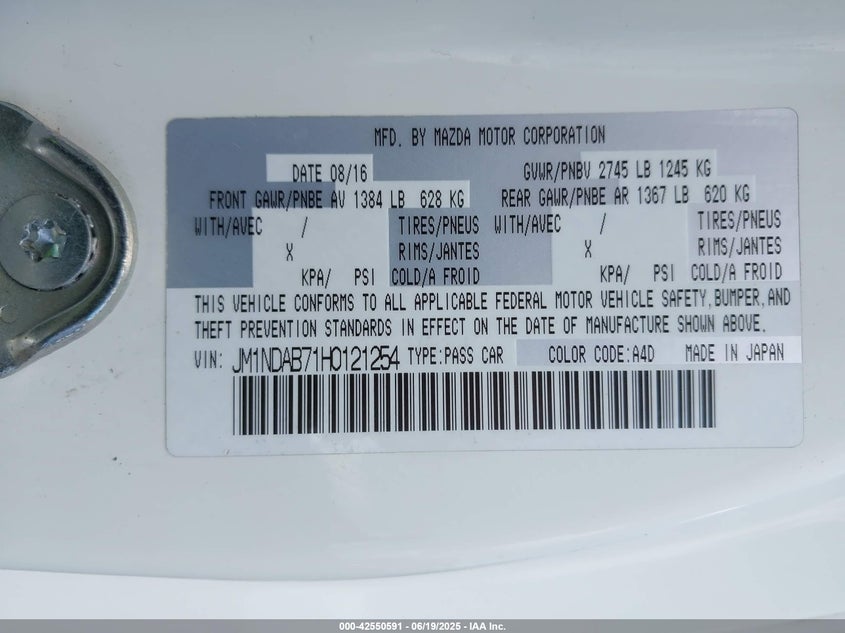 MFD. BY MAZDA MOTOR CORPORATION
DATE 08/16 GVWR/PNBV 2745 LB 1245 KG
FRONT GAWR/PNBE AV 1384 LB 628 KG REAR GAWR/PNBE AR 1367 LB 620 KG
WITH/AVEC / TIRES/PNEUS WITH/AVEC / TIRES/PNEUS
X RIMS/JANTES X RIMS/JANTES
KPA/ PSI COLD/A FROID KPA/ PSI COLD/A FROID
THIS VEHICLE CONFORMS TO ALL APPLICABLE FEDERAL MOTOR VEHICLE SAFETY, BUMPER, AND
THEFT PREVENTION STANDARDS IN EFFECT ON THE DATE OF MANUFACTURE SHOWN ABOVE.
VIN: JM1NDAB71H0121254 TYPE:PASS CAR COLOR CODE:A4D MADE IN JAPAN
000-42550591 - 06/19/2025 - IAA Inc.